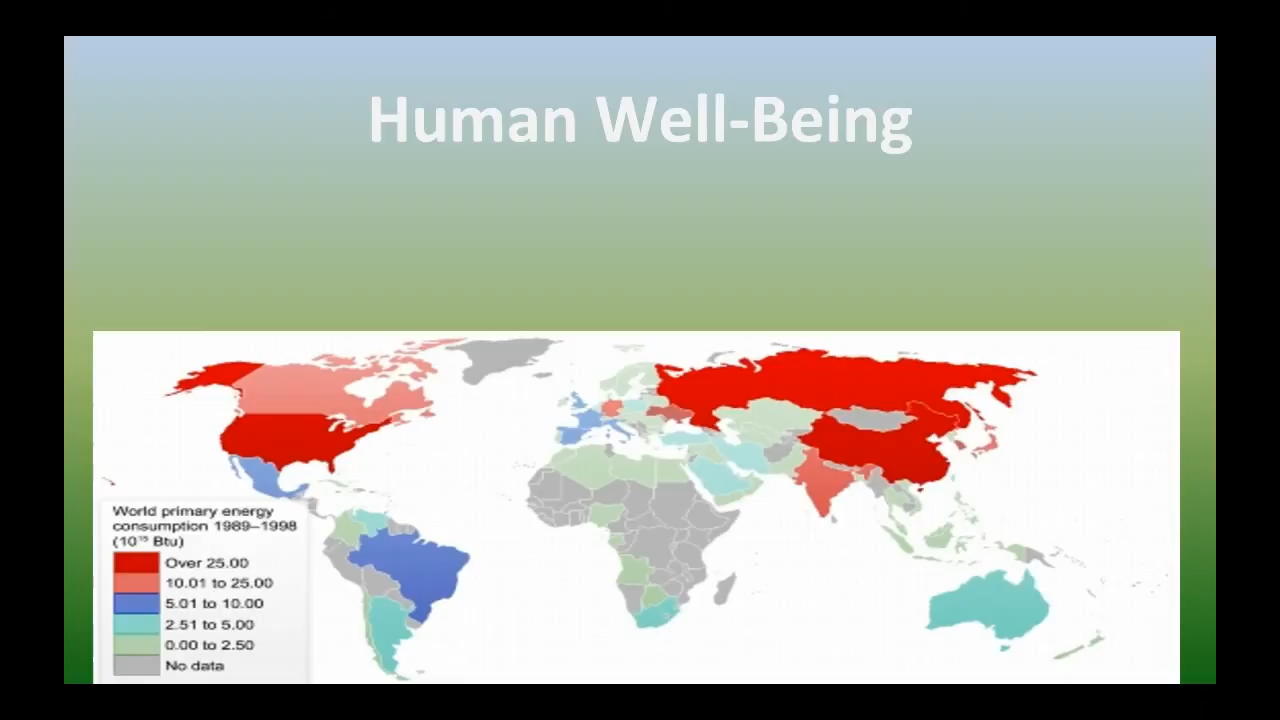 Human Well-Being
World primary energy
consumption 1989–1998
(10¹⁵ Btu)
Over 25.00
10.01 to 25.00
5.01 to 10.00
2.51 to 5.00
0.00 to 2.50
No data